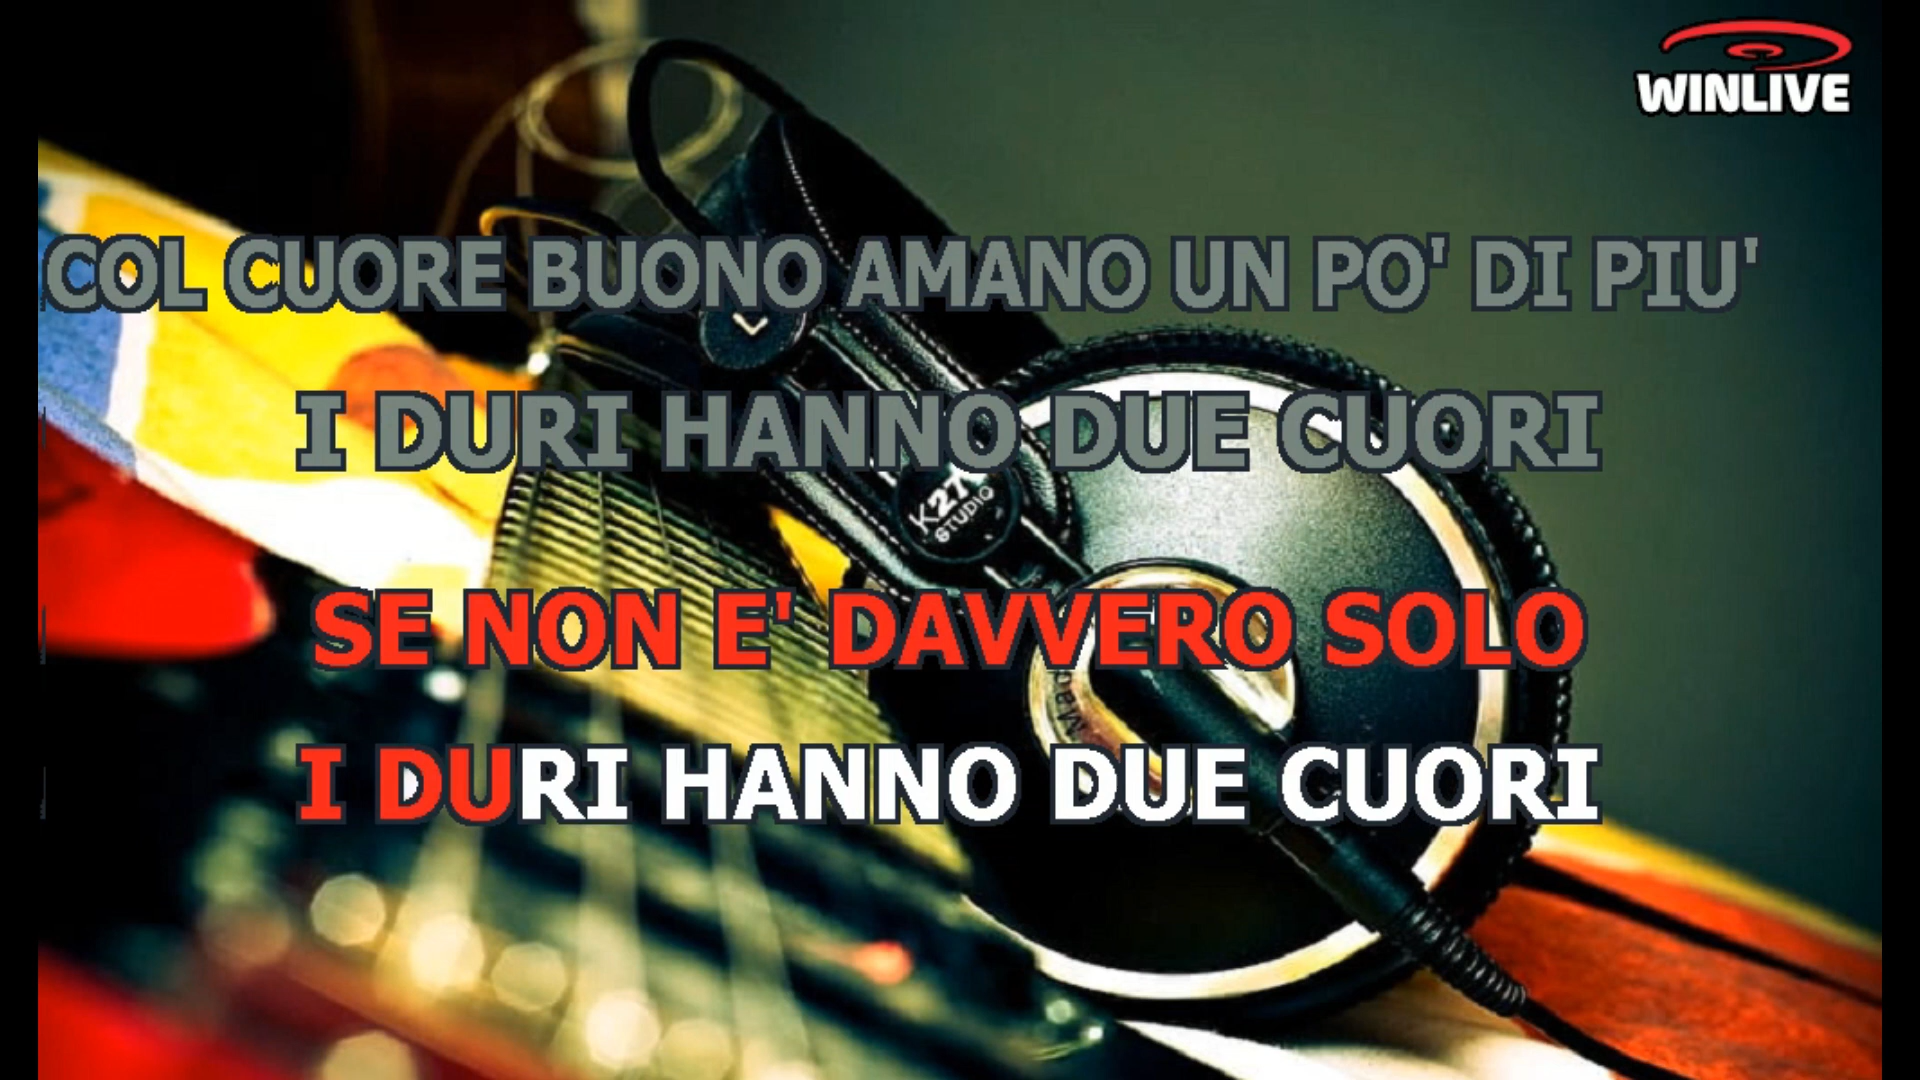 WINLIVE
COL CUORE BUONO AMANO UN PO' DI PIU'
I DURI HANNO DUE CUORI
K27
STUDIO
SE NON E' DAVVERO SOLO
I DURI HANNO DUE CUORI